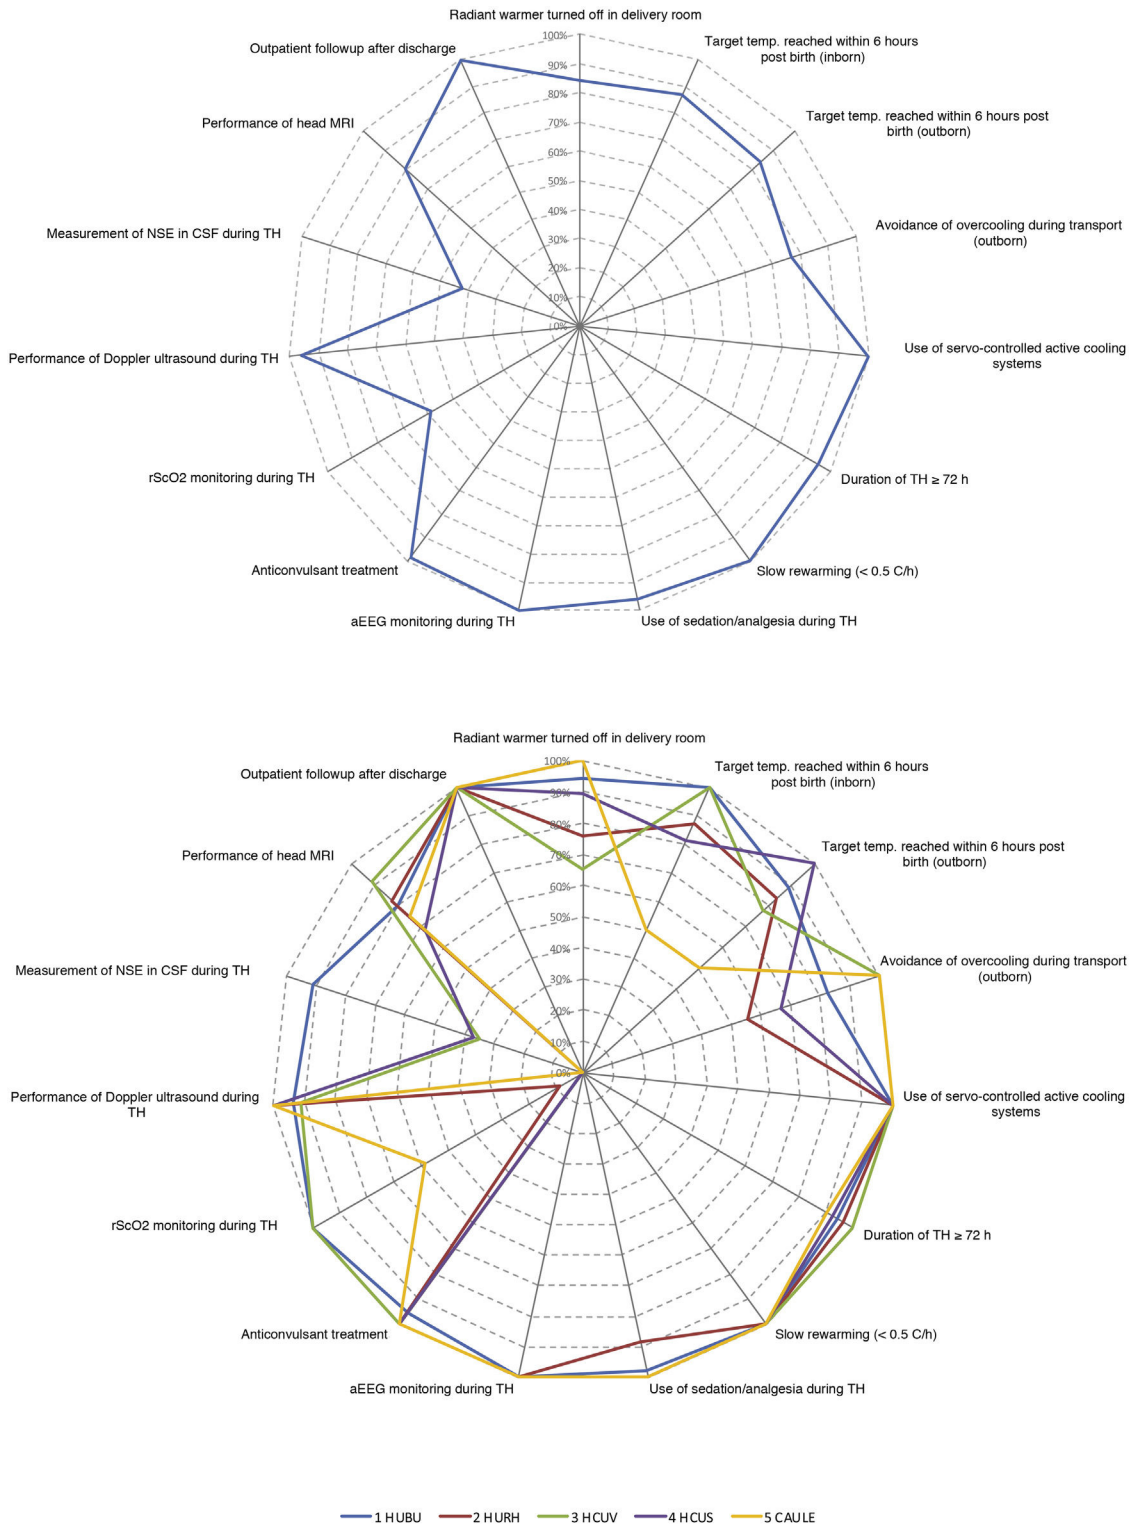 Radiant warmer turned off in delivery room
100%
90%
80%
70%
60%
50%
40%
30%
20%
10%
0%
Target temp. reached within 6 hours
post birth (inborn)
Target temp. reached within 6 hours post
birth (outborn)
Avoidance of overcooling during transport
(outborn)
Use of servo-controlled active cooling
systems
Duration of TH ≥ 72 h
Slow rewarming (< 0.5 C/h)
Use of sedation/analgesia during TH
aEEG monitoring during TH
Anticonvulsant treatment
rScO2 monitoring during TH
Performance of Doppler ultrasound during TH
Measurement of NSE in CSF during TH
Performance of head MRI
Outpatient followup after discharge
Radiant warmer turned off in delivery room
100%
90%
80%
70%
60%
50%
40%
30%
20%
10%
0%
Target temp. reached within 6 hours
post birth (inborn)
Target temp. reached within 6 hours post
birth (outborn)
Avoidance of overcooling during transport
(outborn)
Use of servo-controlled active cooling
systems
Duration of TH ≥ 72 h
Slow rewarming (< 0.5 C/h)
Use of sedation/analgesia during TH
aEEG monitoring during TH
Anticonvulsant treatment
rScO2 monitoring during TH
Performance of Doppler ultrasound during
TH
Measurement of NSE in CSF during TH
Performance of head MRI
Outpatient followup after discharge
1 HUBU 2 HURH 3 HCUV 4 HCUS 5 CAULE